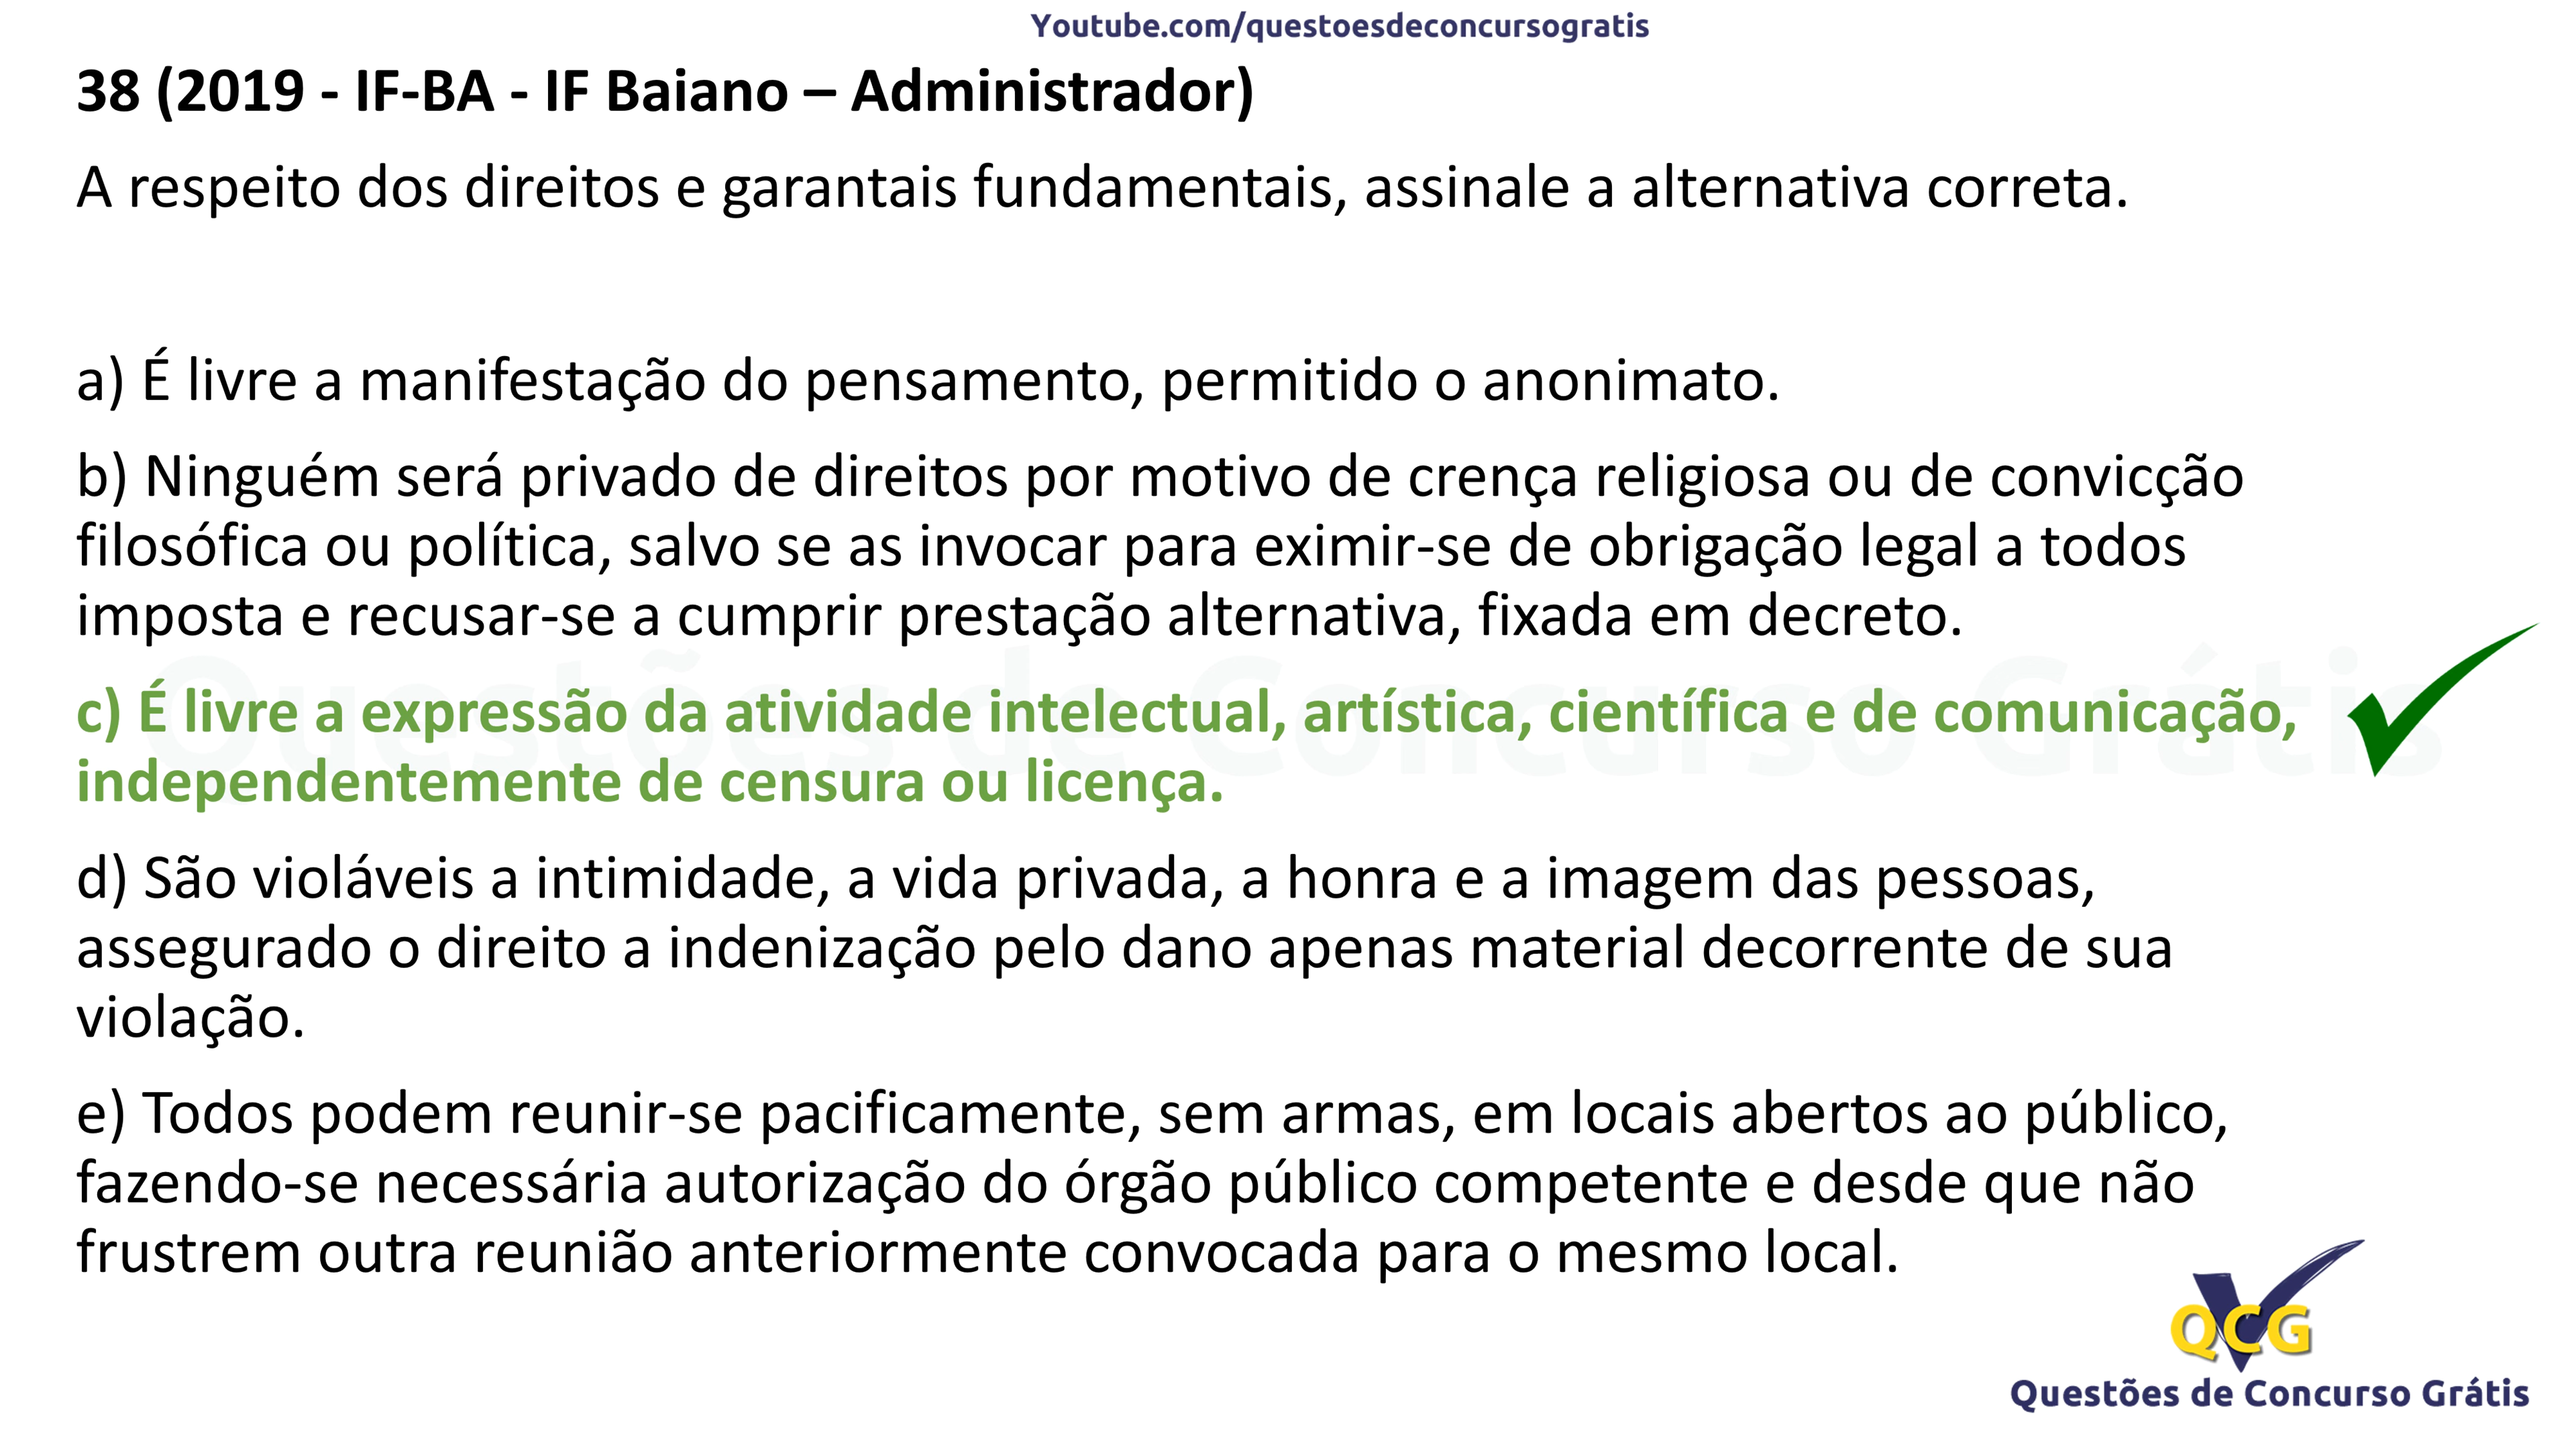 Youtube.com/questoesdeconcursogratis
38 (2019 - IF-BA - IF Baiano – Administrador)
A respeito dos direitos e garantais fundamentais, assinale a alternativa correta.
a) É livre a manifestação do pensamento, permitido o anonimato.
b) Ninguém será privado de direitos por motivo de crença religiosa ou de convicção
filosófica ou política, salvo se as invocar para eximir-se de obrigação legal a todos
imposta e recusar-se a cumprir prestação alternativa, fixada em decreto.
Questões de Concurso Grátis
c) É livre a expressão da atividade intelectual, artística, científica e de comunicação,
independentemente de censura ou licença.
d) São violáveis a intimidade, a vida privada, a honra e a imagem das pessoas,
assegurado o direito a indenização pelo dano apenas material decorrente de sua
violação.
e) Todos podem reunir-se pacificamente, sem armas, em locais abertos ao público,
fazendo-se necessária autorização do órgão público competente e desde que não
frustrem outra reunião anteriormente convocada para o mesmo local.
QCG
Questões de Concurso Grátis